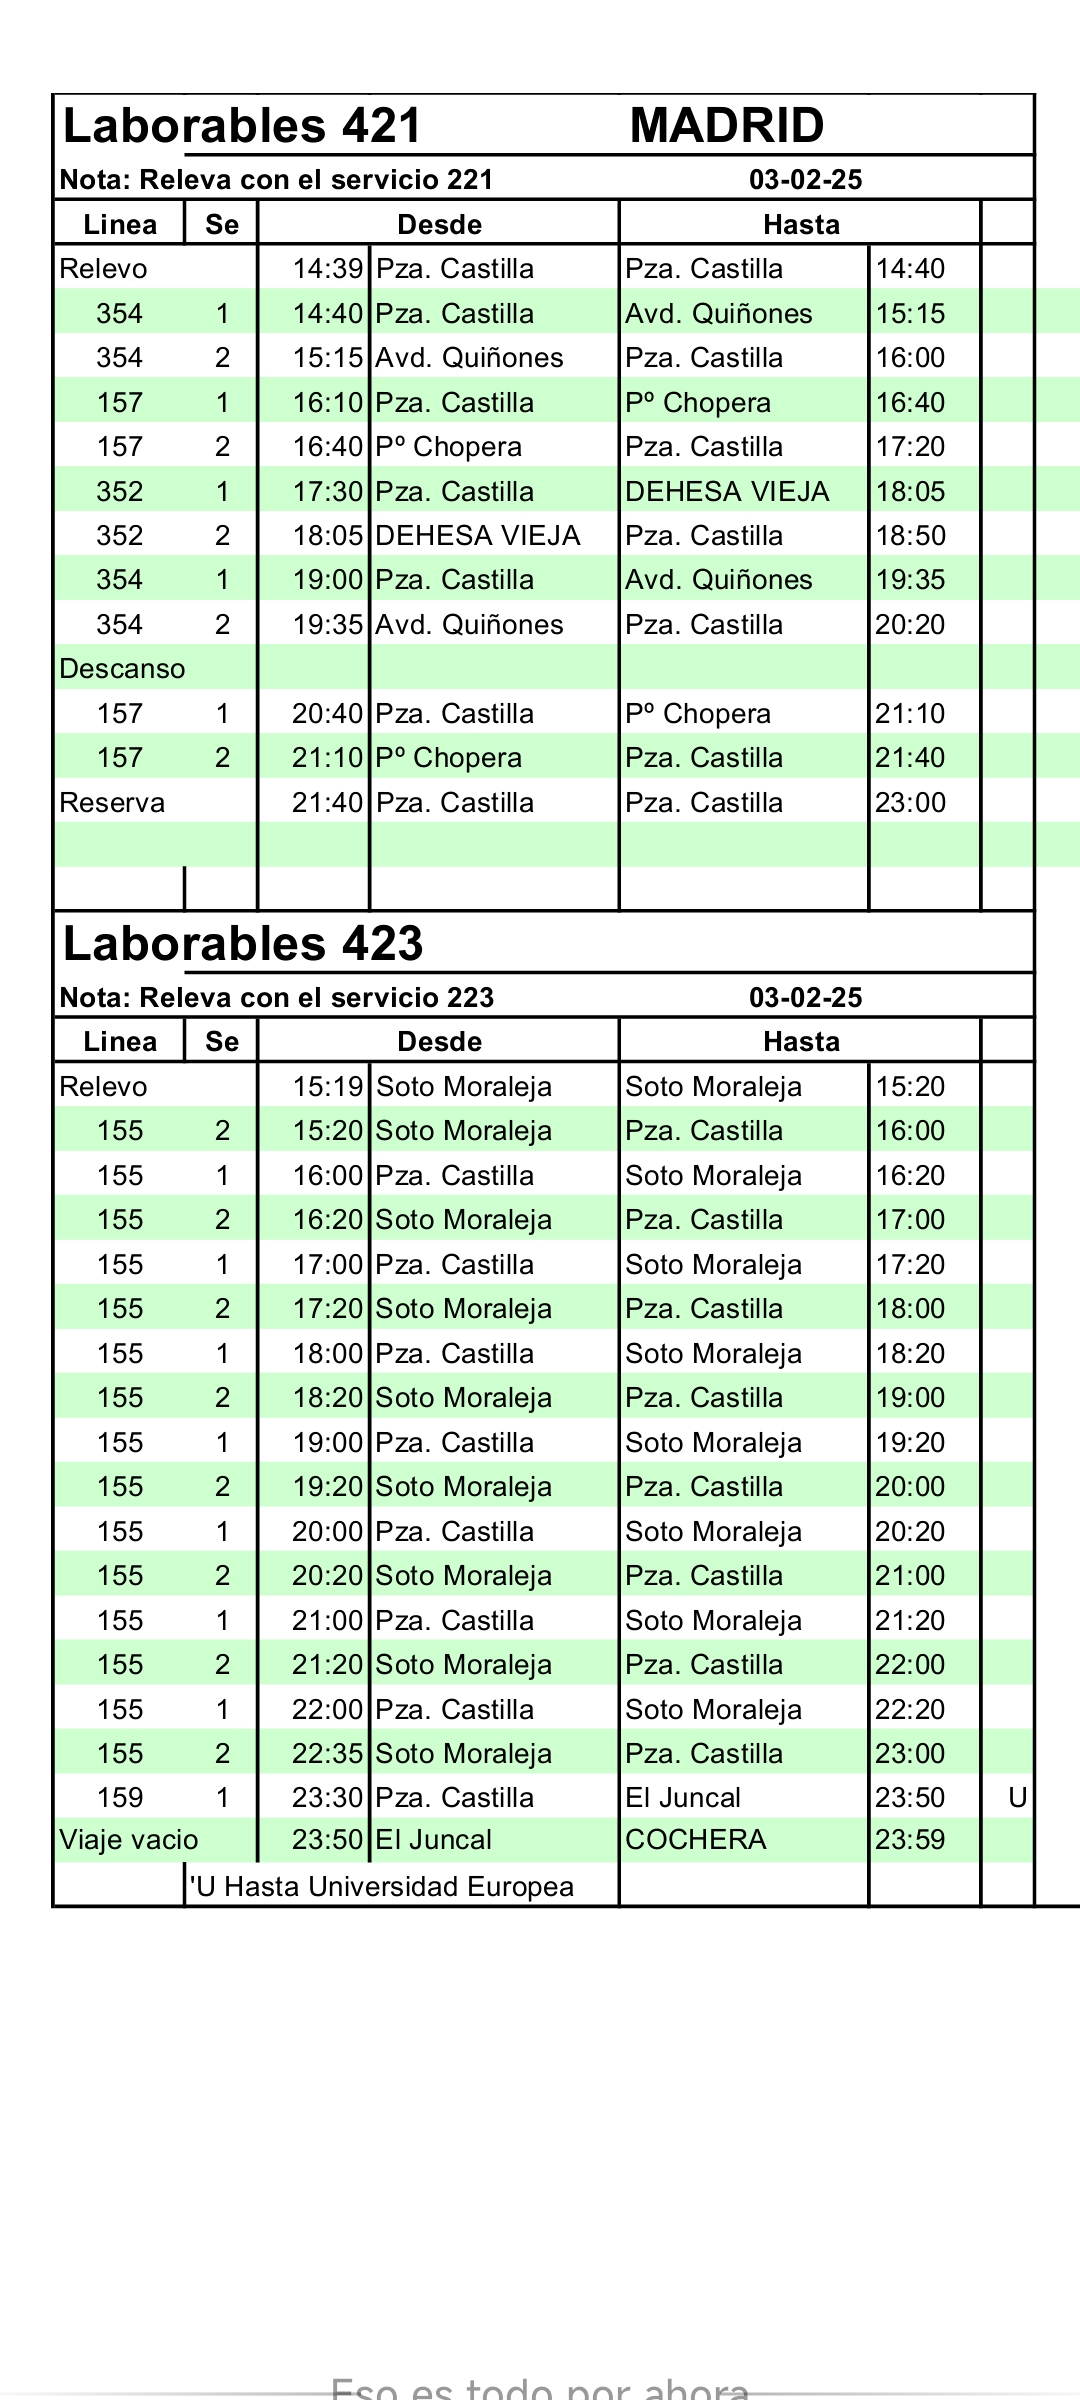 Laborables 421 MADRID
Nota: Releva con el servicio 221 03-02-25
Linea Se Desde Hasta
Relevo 14:39 Pza. Castilla Pza. Castilla 14:40
354 1 14:40 Pza. Castilla Avd. Quiñones 15:15
354 2 15:15 Avd. Quiñones Pza. Castilla 16:00
157 1 16:10 Pza. Castilla Pº Chopera 16:40
157 2 16:40 Pº Chopera Pza. Castilla 17:20
352 1 17:30 Pza. Castilla DEHESA VIEJA 18:05
352 2 18:05 DEHESA VIEJA Pza. Castilla 18:50
354 1 19:00 Pza. Castilla Avd. Quiñones 19:35
354 2 19:35 Avd. Quiñones Pza. Castilla 20:20
Descanso
157 1 20:40 Pza. Castilla Pº Chopera 21:10
157 2 21:10 Pº Chopera Pza. Castilla 21:40
Reserva 21:40 Pza. Castilla Pza. Castilla 23:00
Laborables 423
Nota: Releva con el servicio 223 03-02-25
Linea Se Desde Hasta
Relevo 15:19 Soto Moraleja Soto Moraleja 15:20
155 2 15:20 Soto Moraleja Pza. Castilla 16:00
155 1 16:00 Pza. Castilla Soto Moraleja 16:20
155 2 16:20 Soto Moraleja Pza. Castilla 17:00
155 1 17:00 Pza. Castilla Soto Moraleja 17:20
155 2 17:20 Soto Moraleja Pza. Castilla 18:00
155 1 18:00 Pza. Castilla Soto Moraleja 18:20
155 2 18:20 Soto Moraleja Pza. Castilla 19:00
155 1 19:00 Pza. Castilla Soto Moraleja 19:20
155 2 19:20 Soto Moraleja Pza. Castilla 20:00
155 1 20:00 Pza. Castilla Soto Moraleja 20:20
155 2 20:20 Soto Moraleja Pza. Castilla 21:00
155 1 21:00 Pza. Castilla Soto Moraleja 21:20
155 2 21:20 Soto Moraleja Pza. Castilla 22:00
155 1 22:00 Pza. Castilla Soto Moraleja 22:20
155 2 22:35 Soto Moraleja Pza. Castilla 23:00
159 1 23:30 Pza. Castilla El Juncal 23:50 U
Viaje vacio 23:50 El Juncal COCHERA 23:59
'U Hasta Universidad Europea
Eso es todo por ahora